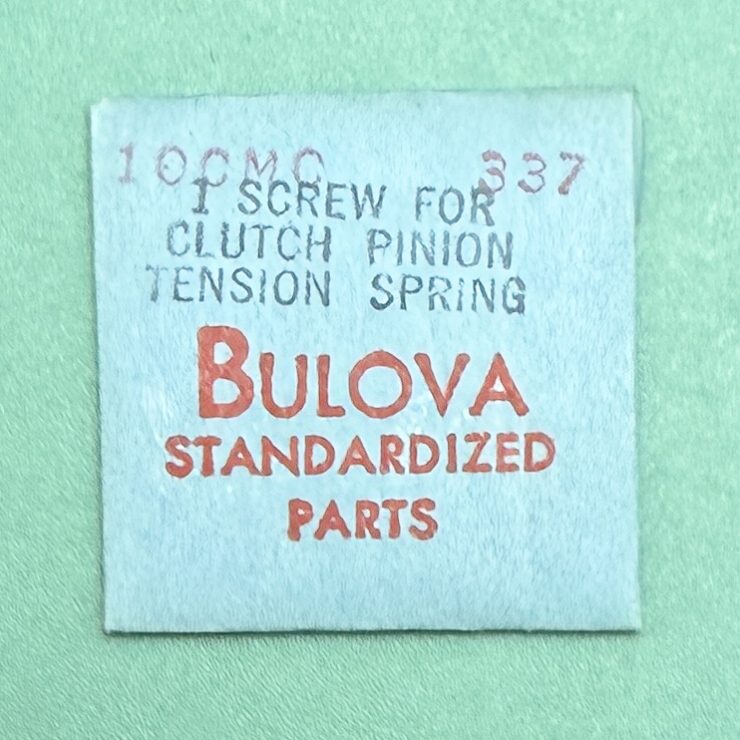 10CMC 337
1 SCREW FOR
CLUTCH PINION
TENSION SPRING
BULOVA
STANDARDIZED
PARTS